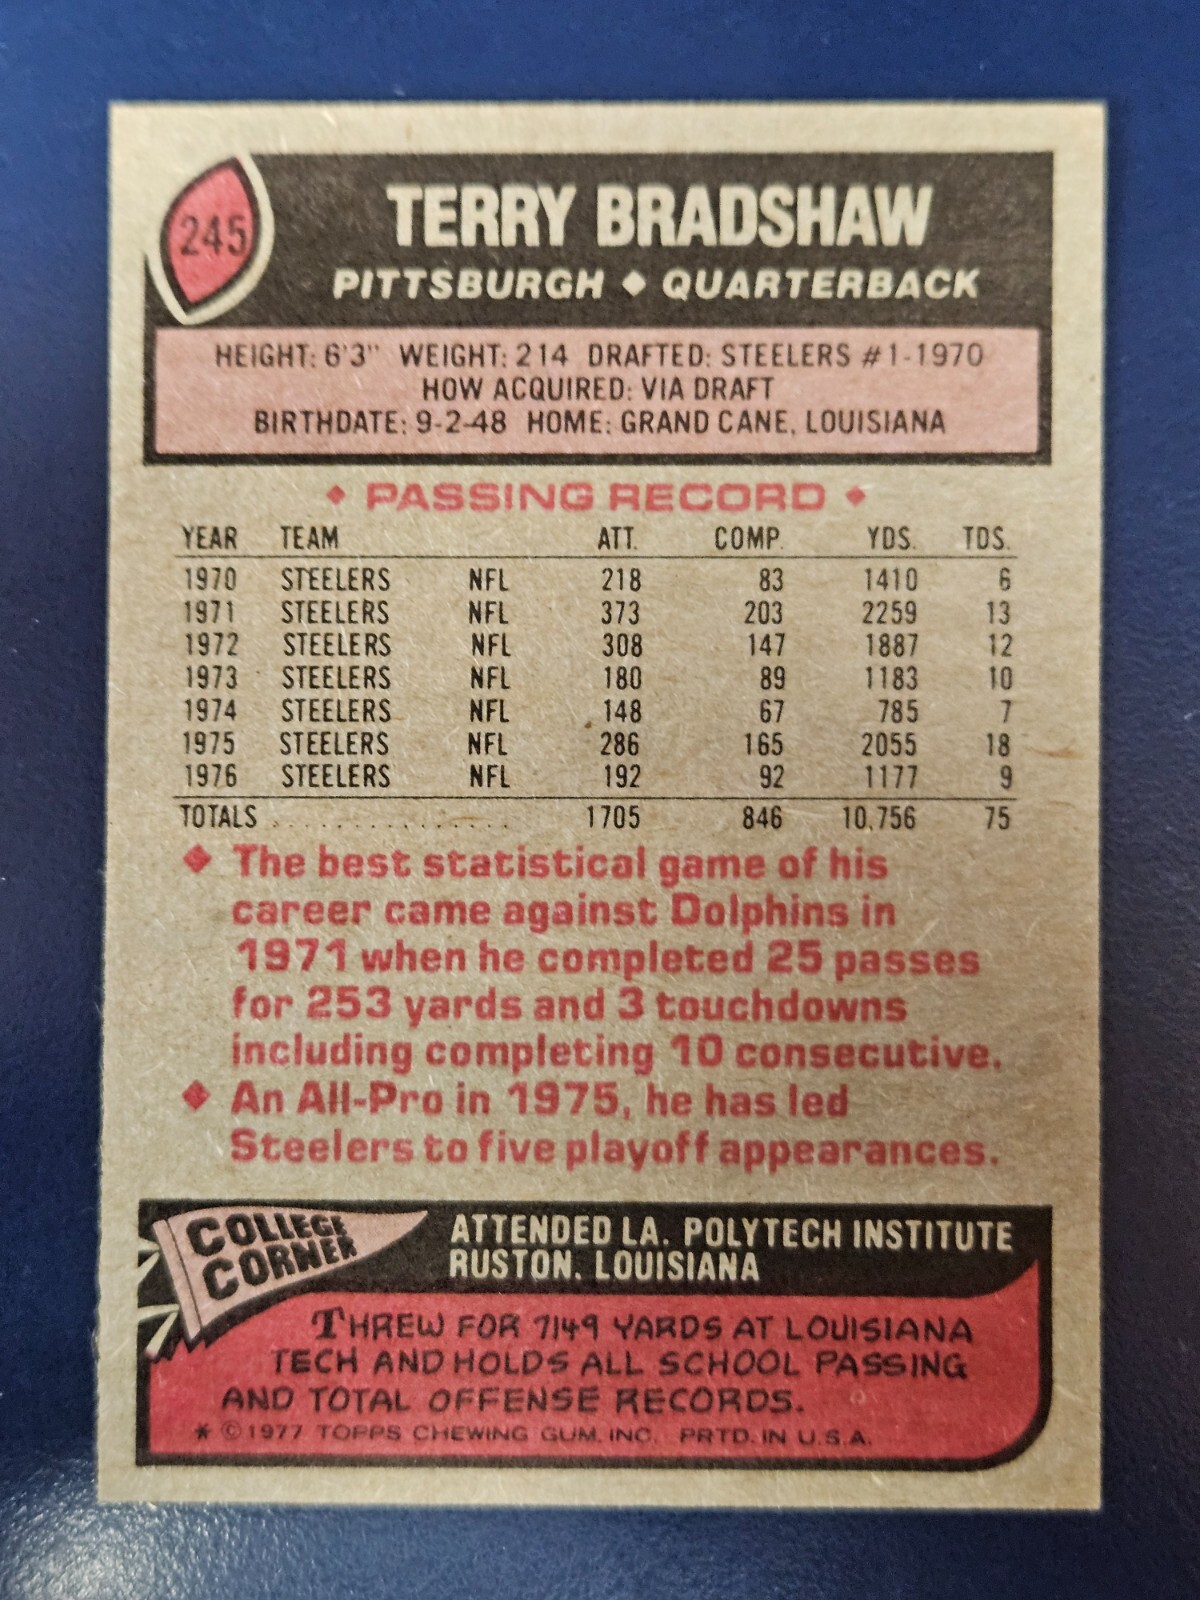 245
TERRY BRADSHAW
PITTSBURGH ◆ QUARTERBACK
HEIGHT: 6'3" WEIGHT: 214 DRAFTED: STEELERS #1-1970
HOW ACQUIRED: VIA DRAFT
BIRTHDATE: 9-2-48 HOME: GRAND CANE, LOUISIANA
◆ PASSING RECORD ◆
YEAR TEAM ATT. COMP. YDS. TDS.
1970 STEELERS NFL 218 83 1410 6
1971 STEELERS NFL 373 203 2259 13
1972 STEELERS NFL 308 147 1887 12
1973 STEELERS NFL 180 89 1183 10
1974 STEELERS NFL 148 67 785 7
1975 STEELERS NFL 286 165 2055 18
1976 STEELERS NFL 192 92 1177 9
TOTALS ................ 1705 846 10,756 75
◆ The best statistical game of his
career came against Dolphins in
1971 when he completed 25 passes
for 253 yards and 3 touchdowns
including completing 10 consecutive.
◆ An All-Pro in 1975, he has led
Steelers to five playoff appearances.
COLLEGE
CORNER
ATTENDED LA. POLYTECH INSTITUTE
RUSTON, LOUISIANA
THREW FOR 7149 YARDS AT LOUISIANA
TECH AND HOLDS ALL SCHOOL PASSING
AND TOTAL OFFENSE RECORDS.
* ©1977 TOPPS CHEWING GUM, INC. PRTD. IN U.S.A.